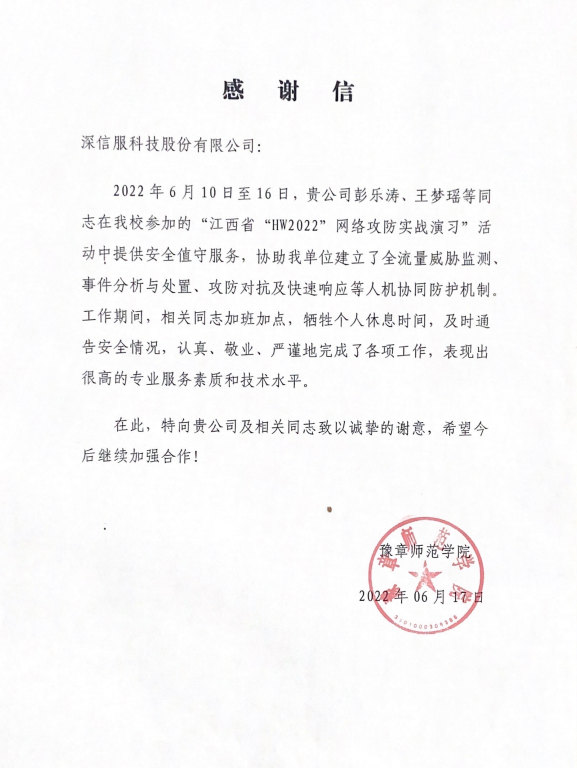 感 谢 信
深信服科技股份有限公司：
2022 年 6 月 10 日至 16 日，贵公司彭乐涛、王梦瑶等同
志在我校参加的“江西省“HW2022”网络攻防实战演习”活
动中提供安全值守服务，协助我单位建立了全流量威胁监测、
事件分析与处置、攻防对抗及快速响应等人机协同防护机制。
工作期间，相关同志加班加点，牺牲个人休息时间，及时通
告安全情况，认真、敬业、严谨地完成了各项工作，表现出
很高的专业服务素质和技术水平。
在此，特向贵公司及相关同志致以诚挚的谢意，希望今
后继续加强合作！
豫章师范学院
豫章师范学院
2022 年 06 月 17 日